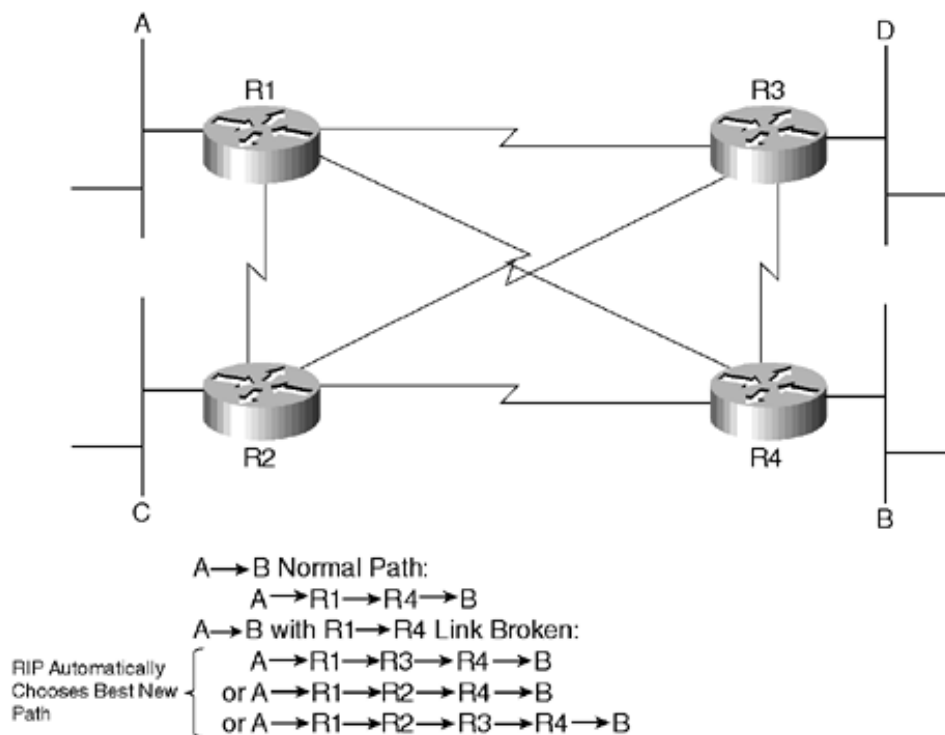 A
D
R1
R3
R2
R4
C
B
A→B Normal Path:
A→R1→R4→B
A→B with R1→R4 Link Broken:
RIP Automatically
Chooses Best New
Path
A→R1→R3→R4→B
or A→R1→R2→R4→B
or A→R1→R2→R3→R4→B